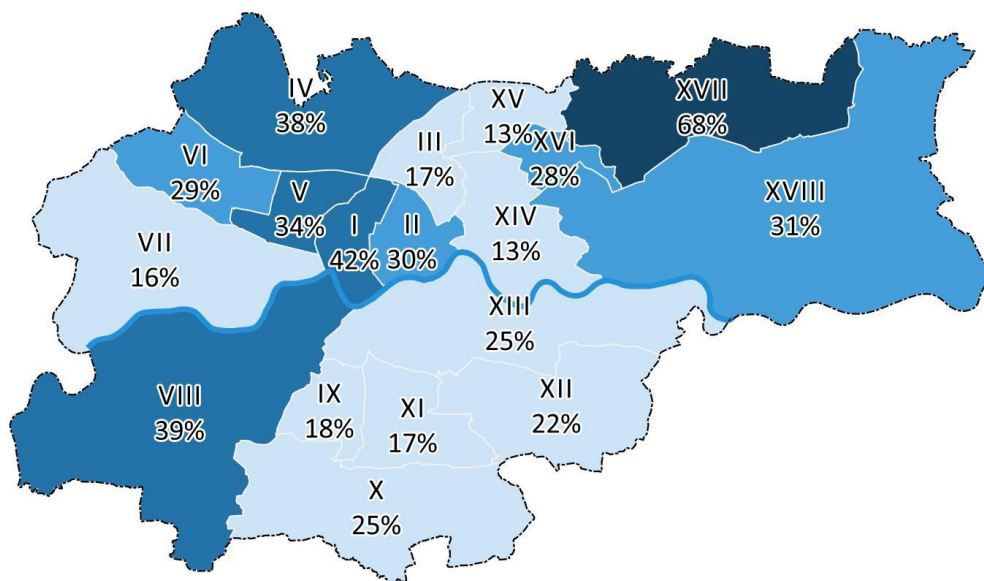 IV
38%
XV
13%
XVII
68%
III
17%
XVI
28%
VI
29%
V
34%
I
42%
II
30%
XIV
13%
XVIII
31%
VII
16%
XIII
25%
VIII
39%
IX
18%
XI
17%
XII
22%
X
25%